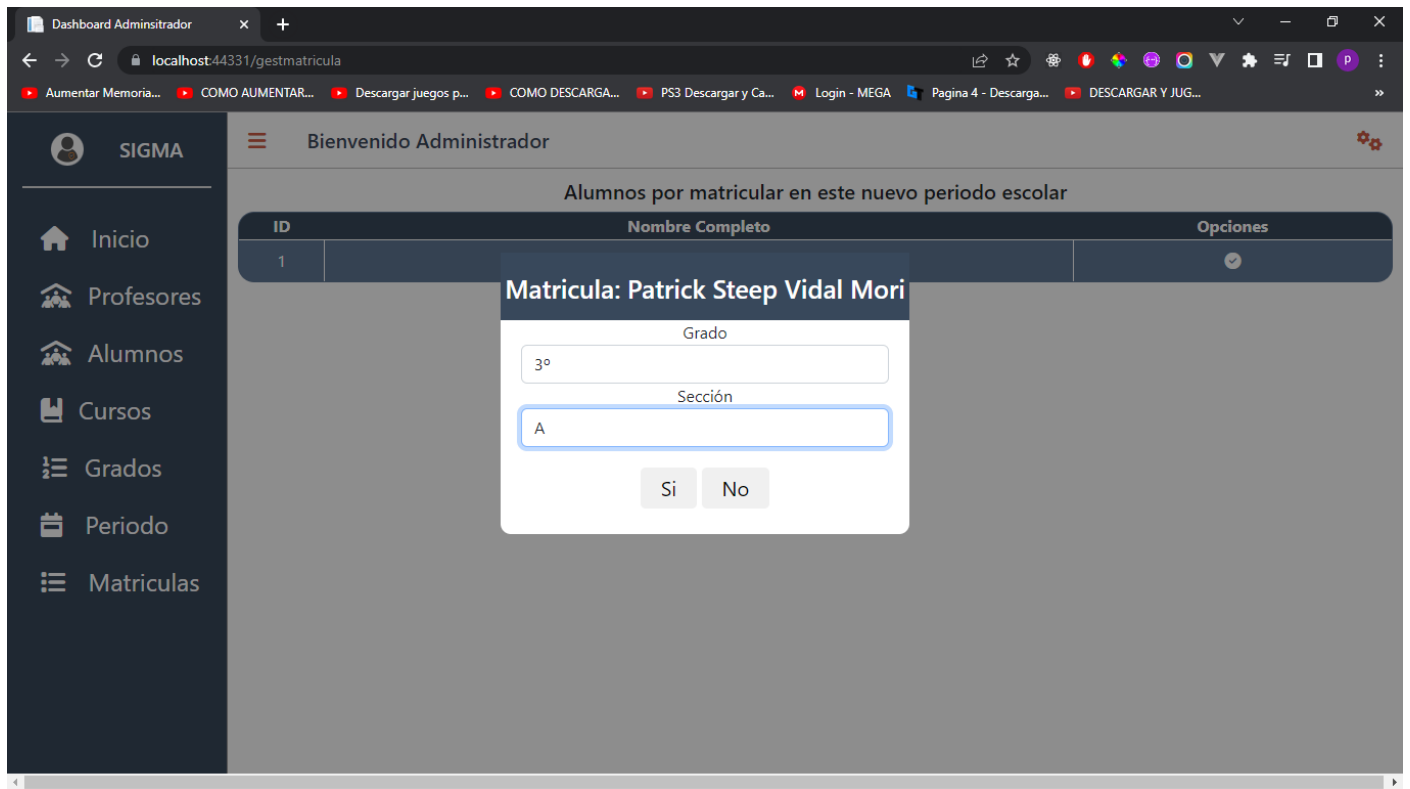 Dashboard Adminsitrador
localhost:44331/gestmatricula
P
Aumentar Memoria... COMO AUMENTAR... Descargar juegos p... COMO DESCARGA... PS3 Descargar y Ca... M Login - MEGA Pagina 4 - Descarga... DESCARGAR Y JUG... »
SIGMA
Bienvenido Administrador
Alumnos por matricular en este nuevo periodo escolar
ID Nombre Completo Opciones
1
Inicio
Profesores
Alumnos
Cursos
Grados
Periodo
Matriculas
Matricula: Patrick Steep Vidal Mori
Grado
3º
Sección
A
Si No